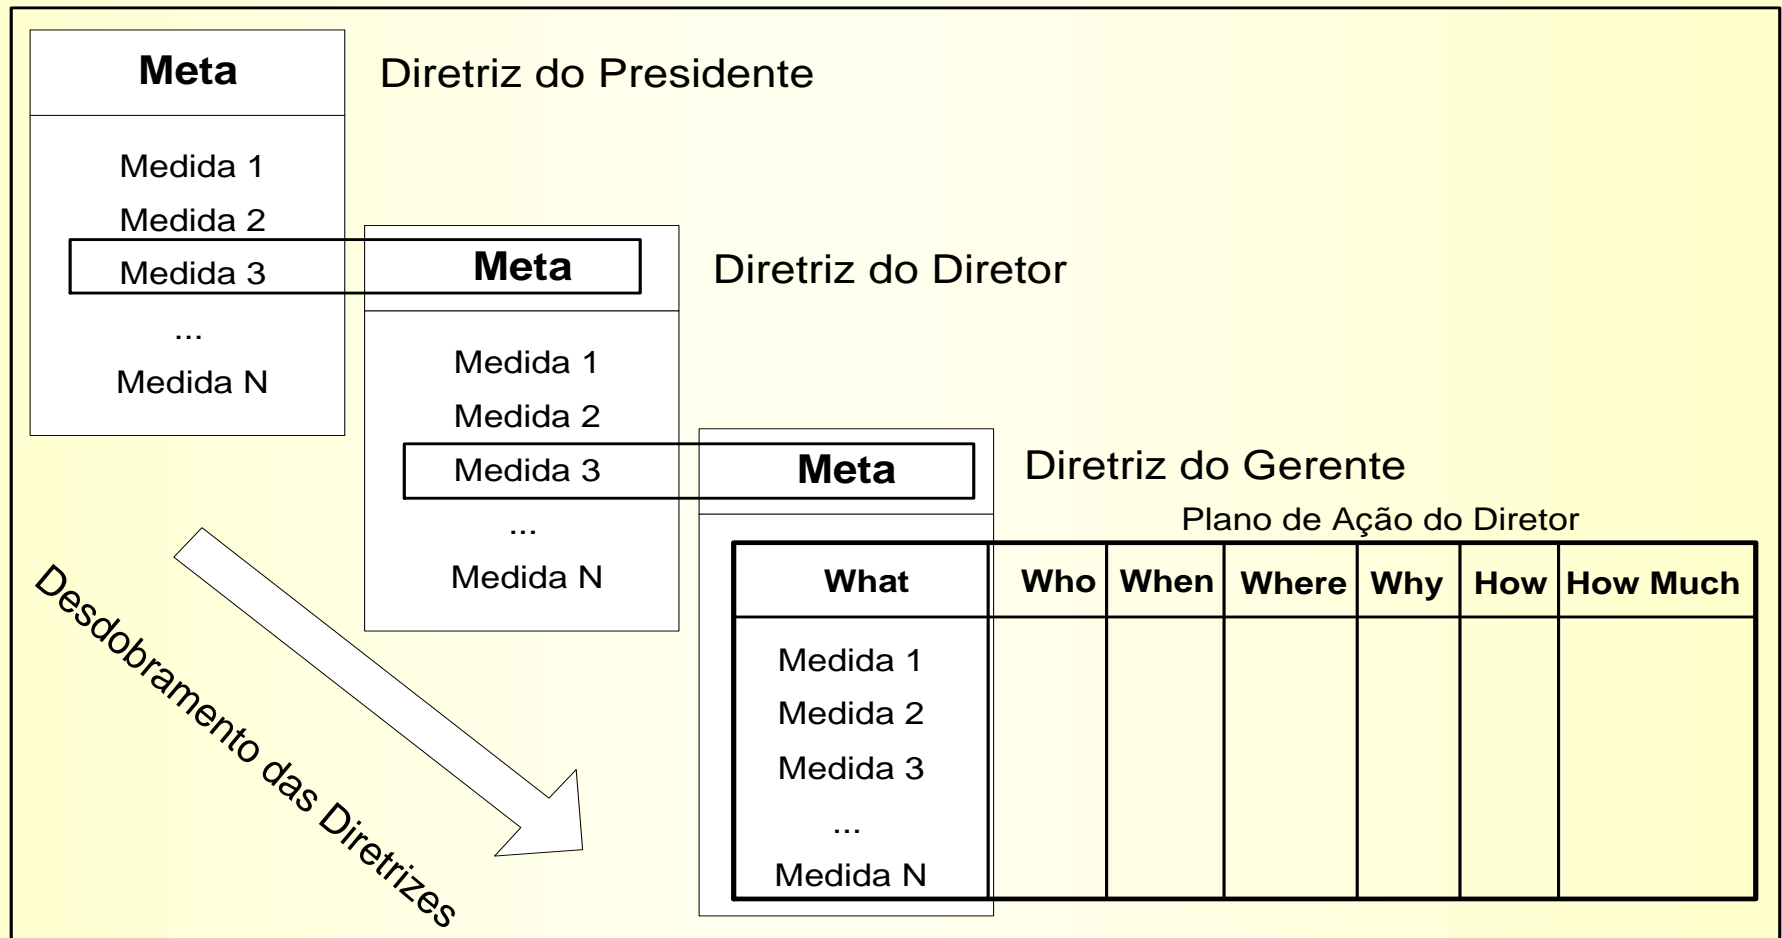 Meta
Diretriz do Presidente
Medida 1
Medida 2
Medida 3
...
Medida N
Meta
Diretriz do Diretor
Medida 1
Medida 2
Medida 3
...
Medida N
Meta
Diretriz do Gerente
Plano de Ação do Diretor
What Who When Where Why How How Much
Medida 1
Medida 2
Medida 3
...
Medida N
Desdobramento das Diretrizes